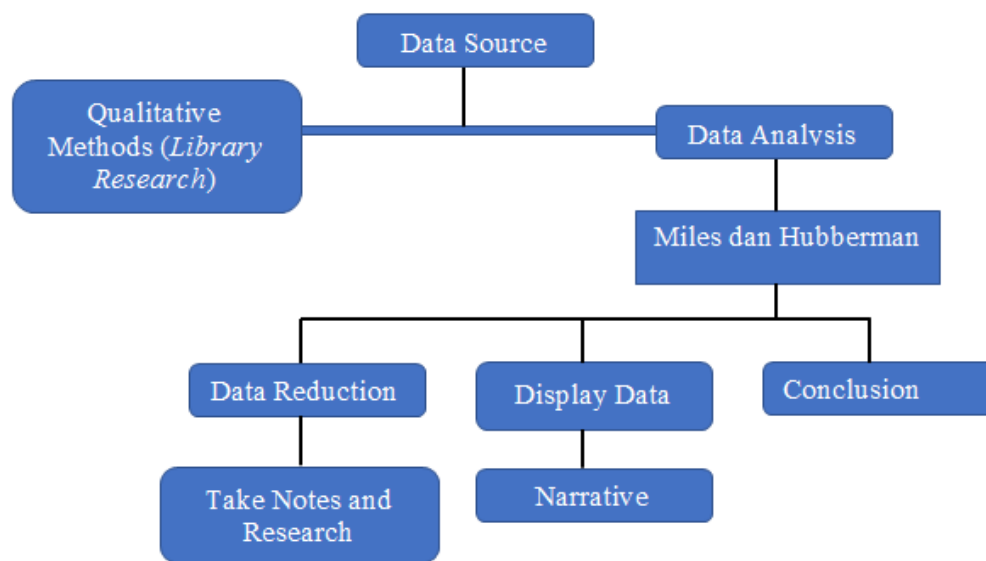 Data Source
Qualitative
Methods (Library
Research)
Data Analysis
Miles dan Hubberman
Data Reduction
Display Data
Conclusion
Take Notes and
Research
Narrative